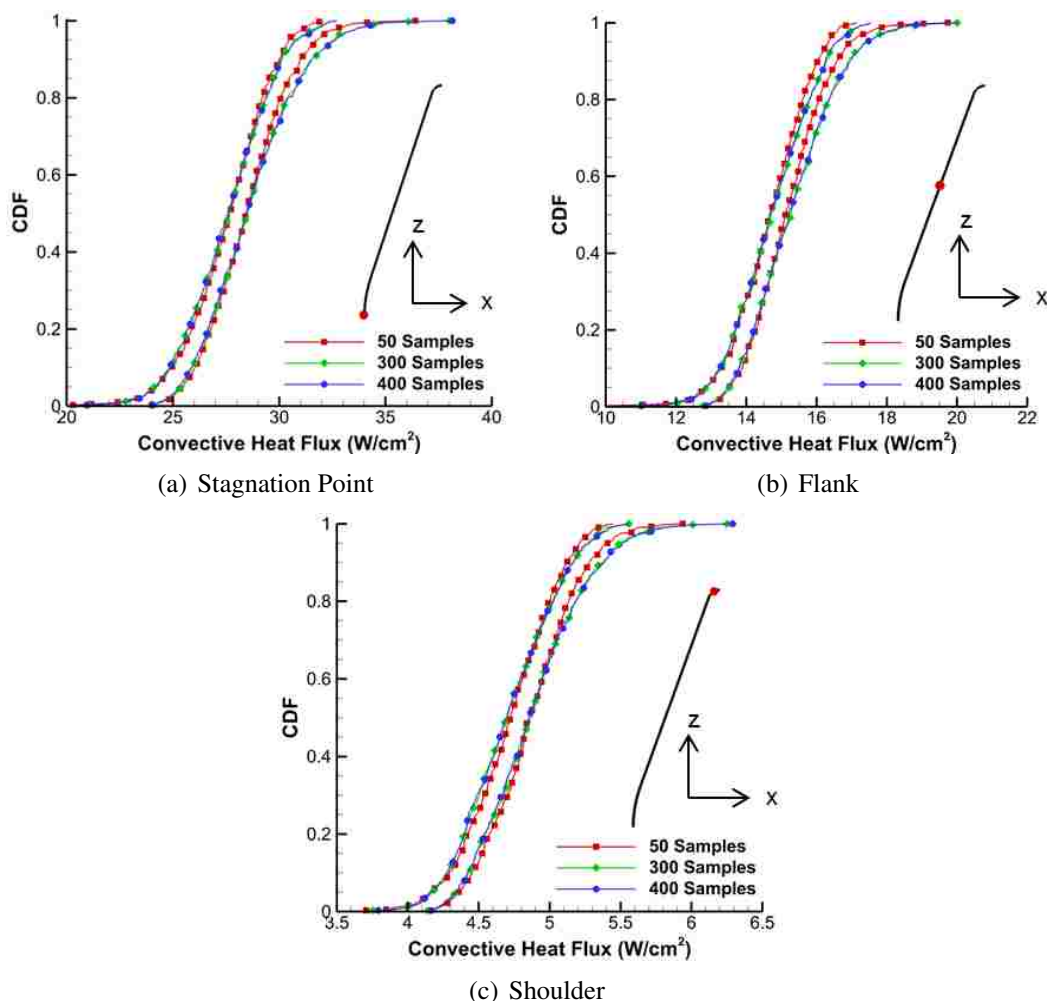 1
0.8
0.6
0.4
0.2
0
CDF
20
25
30
35
40
Convective Heat Flux (W/cm²)
Z
X
50 Samples
300 Samples
400 Samples
(a) Stagnation Point
1
0.8
0.6
0.4
0.2
0
CDF
10
12
14
16
18
20
22
Convective Heat Flux (W/cm²)
Z
X
50 Samples
300 Samples
400 Samples
(b) Flank
1
0.8
0.6
0.4
0.2
0
CDF
3.5
4
4.5
5
5.5
6
6.5
Convective Heat Flux (W/cm²)
Z
X
50 Samples
300 Samples
400 Samples
(c) Shoulder